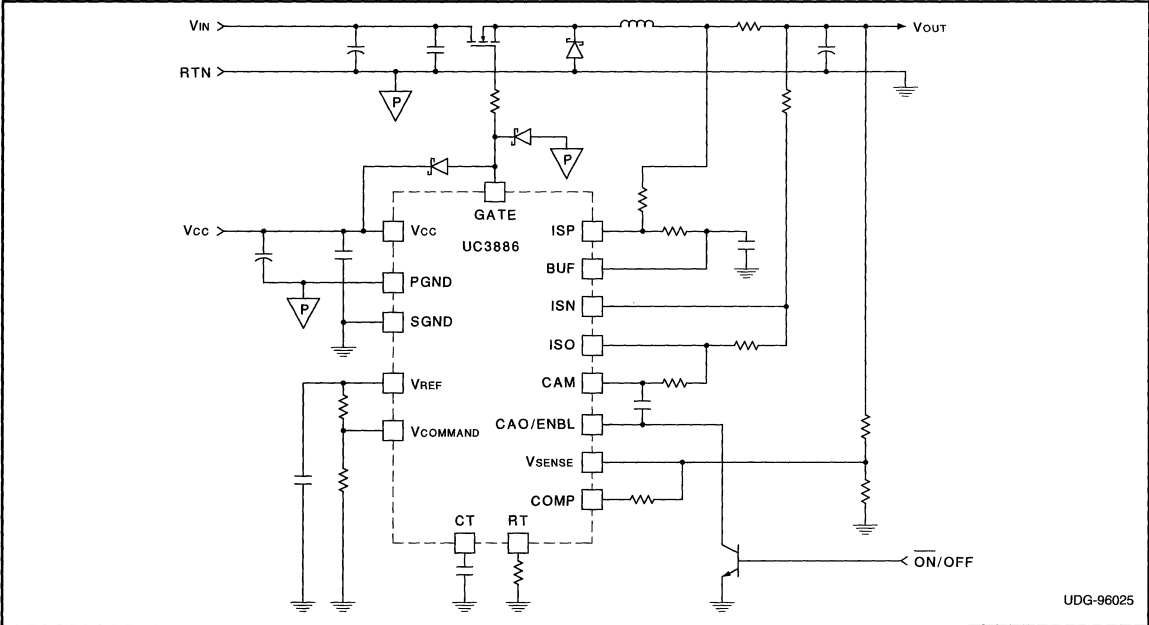 VIN
VOUT
RTN
P
P
GATE
VCC
VCC
UC3886
ISP
BUF
PGND
P
ISN
SGND
ISO
CAM
VREF
CAO/ENBL
VCOMMAND
VSENSE
COMP
CT
RT
ON/OFF
UDG-96025